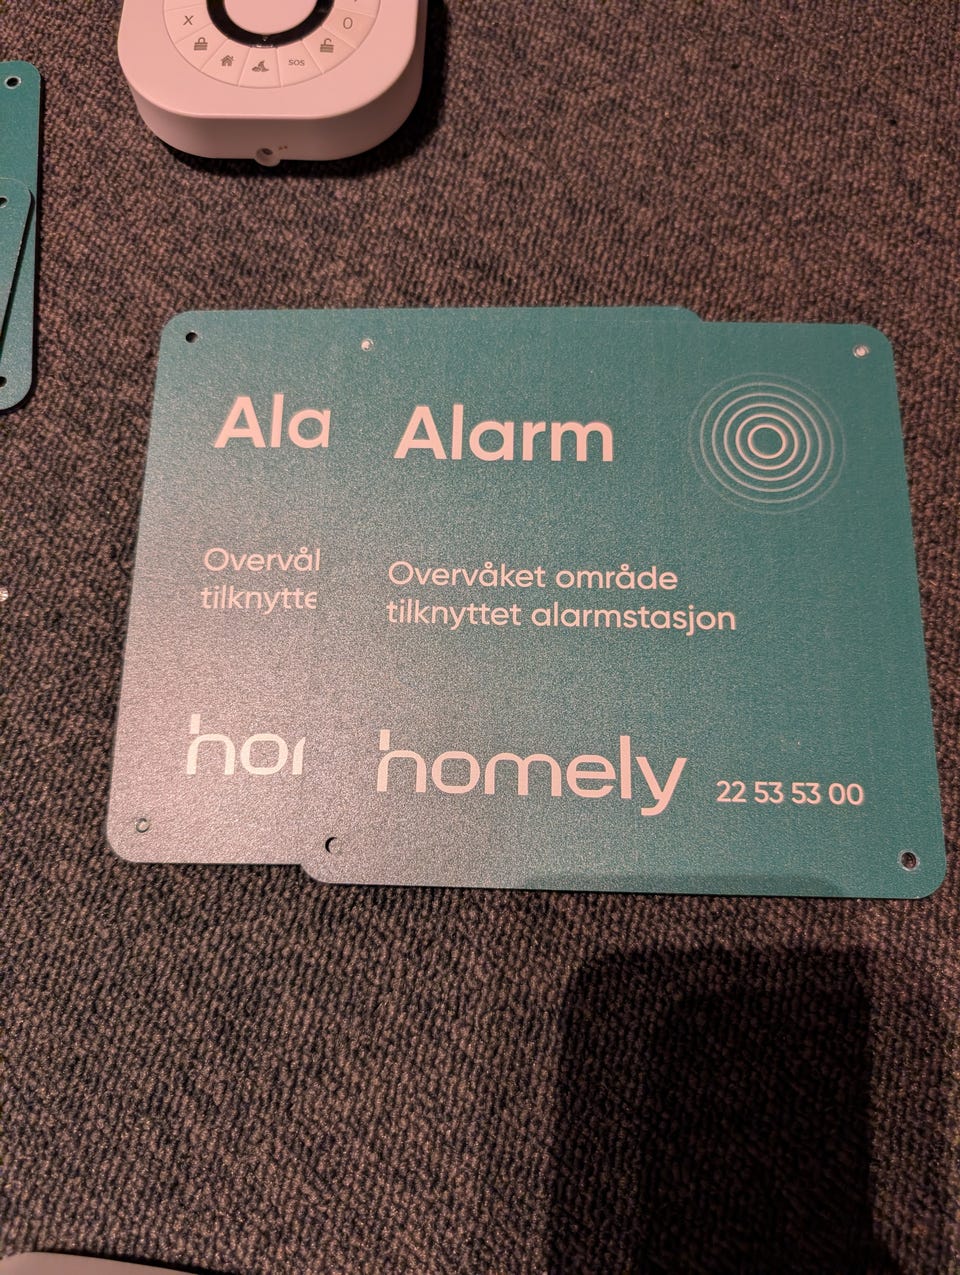 X
O
SOS
Ala
Alarm
Overvål
tilknytte
Overvåket område
tilknyttet alarmstasjon
hor
homely
22 53 53 00